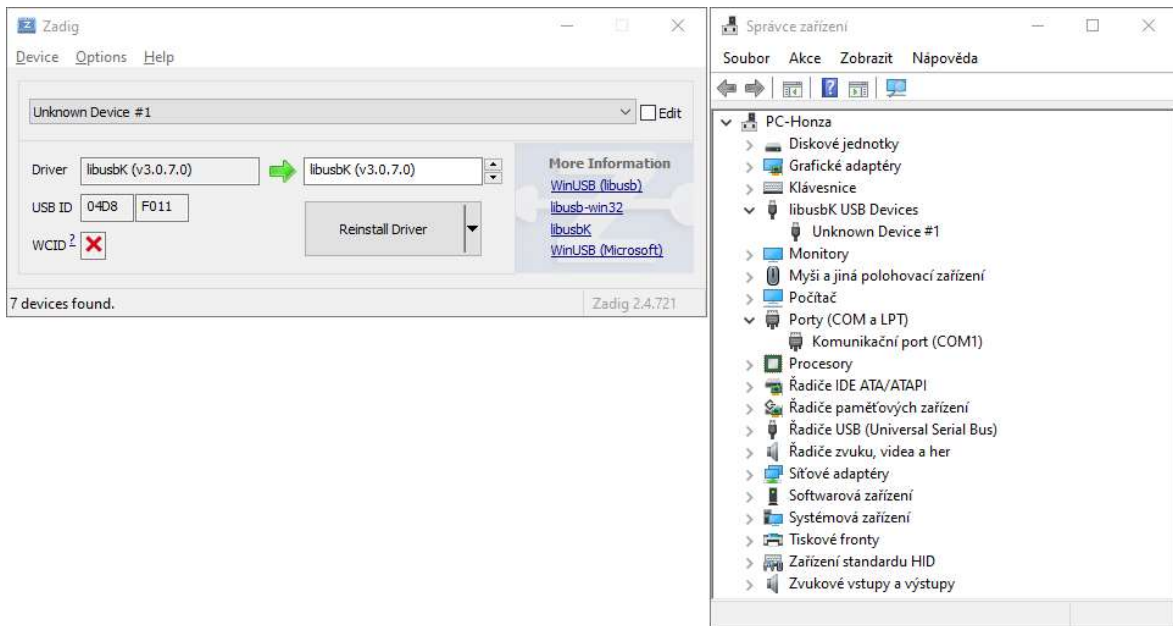 Zadig
Device Options Help
Unknown Device #1
Edit
Driver libusbK (v3.0.7.0) libusbK (v3.0.7.0)
USB ID 04D8 F011
WCID ?
Reinstall Driver
More Information
WinUSB (libusb)
libusb-win32
libusbK
WinUSB (Microsoft)
7 devices found.
Zadig 2.4.721
Správce zařízení
Soubor Akce Zobrazit Nápověda
PC-Honza
Diskové jednotky
Grafické adaptéry
Klávesnice
libusbK USB Devices
Unknown Device #1
Monitory
Myši a jiná polohovací zařízení
Počítač
Porty (COM a LPT)
Komunikační port (COM1)
Procesory
Řadiče IDE ATA/ATAPI
Řadiče paměťových zařízení
Řadiče USB (Universal Serial Bus)
Řadiče zvuku, videa a her
Síťové adaptéry
Softwarová zařízení
Systémová zařízení
Tiskové fronty
Zařízení standardu HID
Zvukové vstupy a výstupy